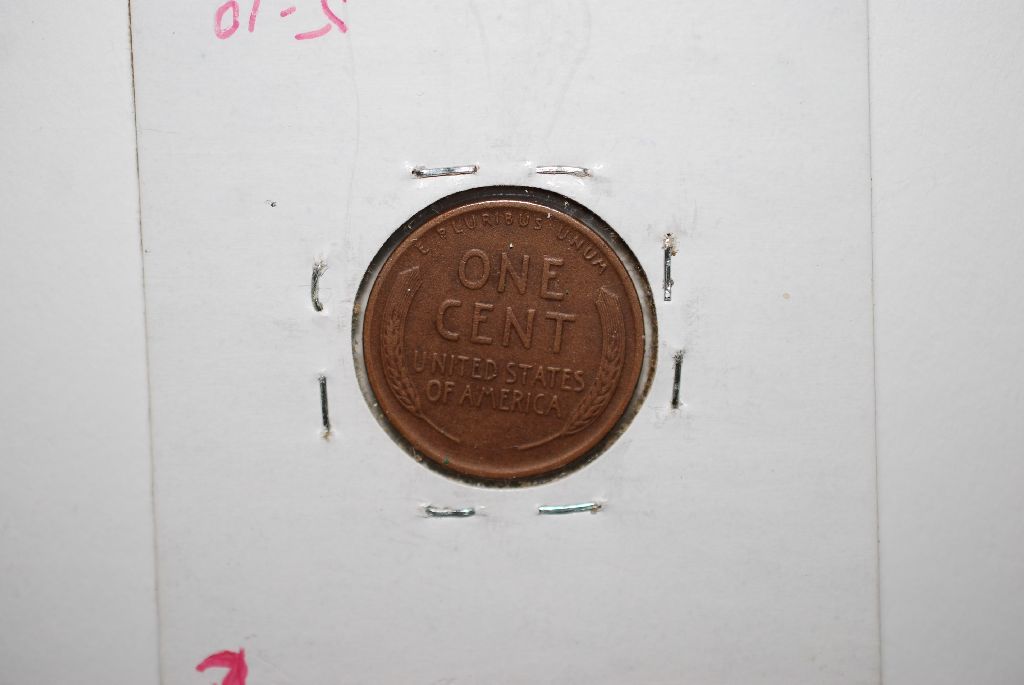 E PLURIBUS UNUM
ONE
CENT
UNITED STATES
OF AMERICA